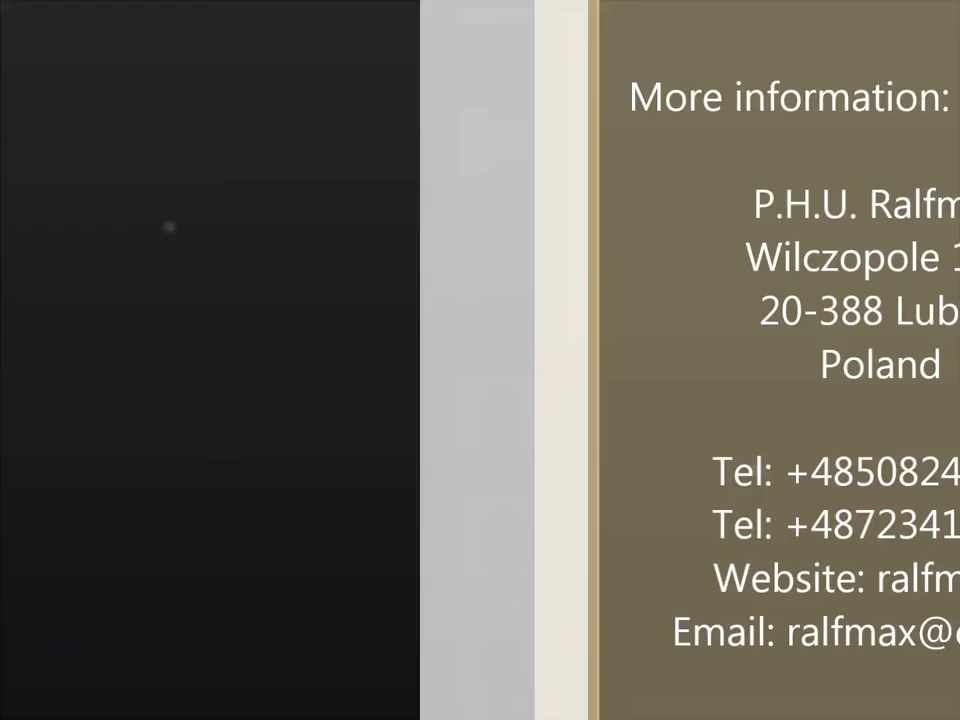 More information:
P.H.U. Ralfm
Wilczopole 1
20-388 Lub
Poland
Tel: +4850824
Tel: +4872341
Website: ralfm
Email: ralfmax@